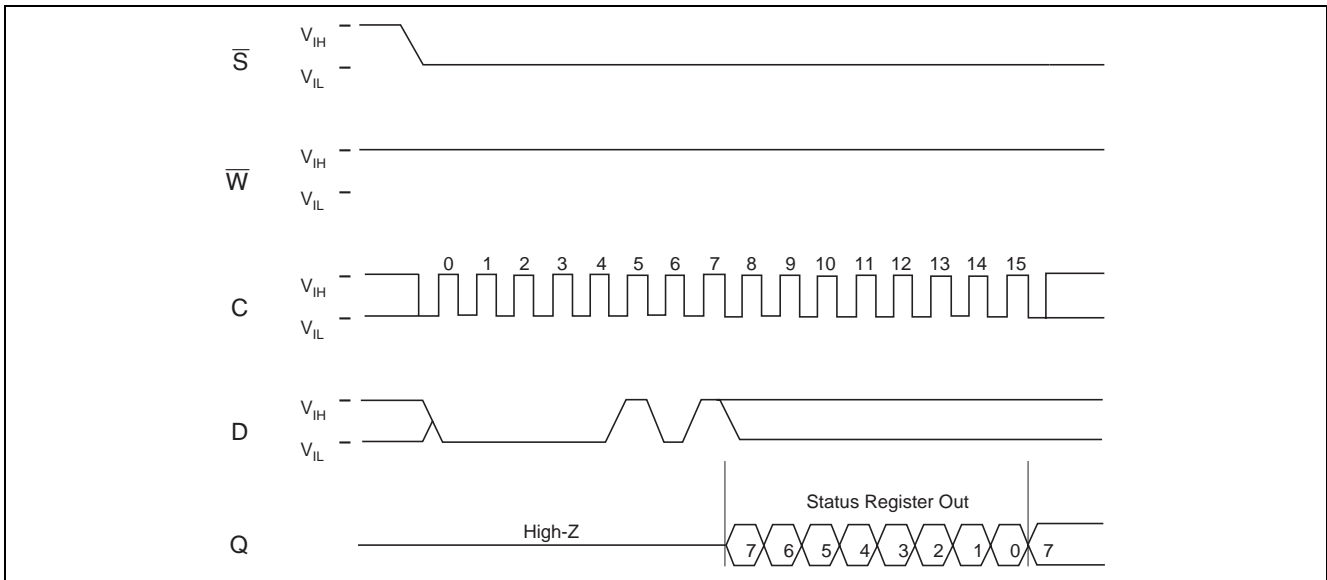 S̅
V_IH
V_IL
W̅
V_IH
V_IL
C
0 1 2 3 4 5 6 7 8 9 10 11 12 13 14 15
V_IH
V_IL
D
V_IH
V_IL
Status Register Out
Q
High-Z
7 6 5 4 3 2 1 0 7